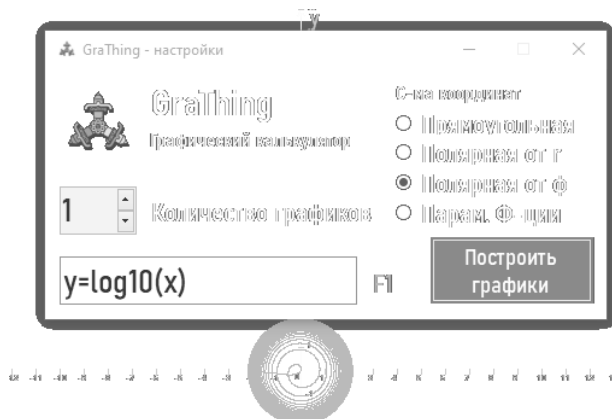 y
GraThing - настройки
GraThing
Графический калькулятор
С-ма координат
Прямоугольная
Полярная от r
Полярная от ф
Парам. Ф-ции
1
Количество графиков
y=log10(x)
F1
Построить
графики